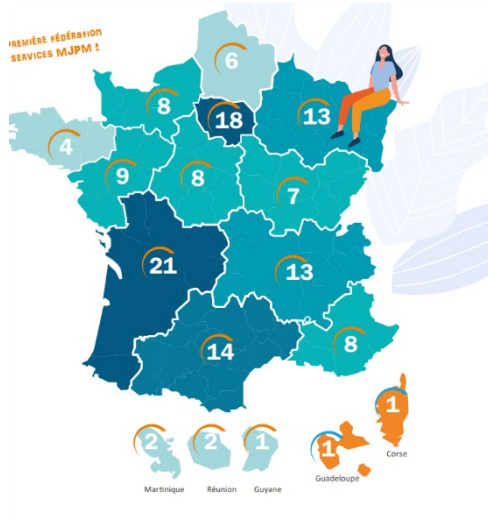 PREMIÈRE FÉDÉRATION
SERVICES MJPM !
6
8
18
13
4
9
8
7
21
13
14
8
2
2
1
1
1
Martinique
Réunion
Guyane
Guadeloupe
Corse